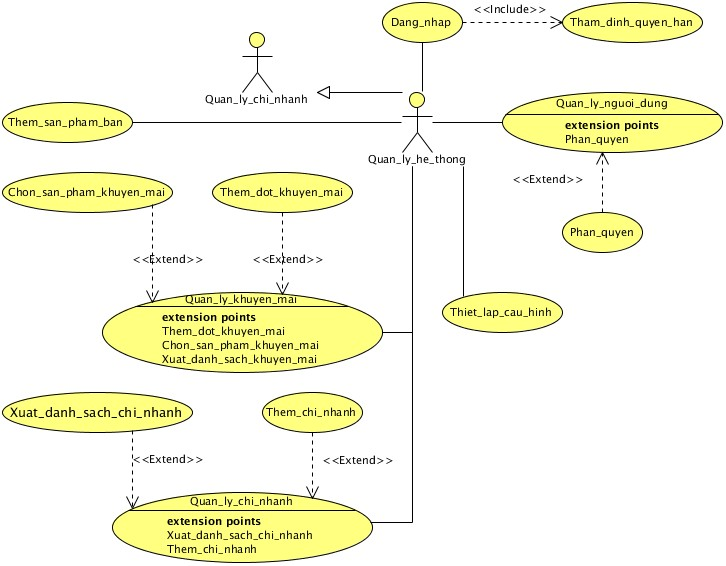 Dang_nhap
<<Include>>
Tham_dinh_quyen_han
Quan_ly_chi_nhanh
Them_san_pham_ban
Quan_ly_he_thong
Quan_ly_nguoi_dung
extension points
Phan_quyen
<<Extend>>
Phan_quyen
Chon_san_pham_khuyen_mai
Them_dot_khuyen_mai
<<Extend>>
<<Extend>>
Quan_ly_khuyen_mai
extension points
Them_dot_khuyen_mai
Chon_san_pham_khuyen_mai
Xuat_danh_sach_khuyen_mai
Thiet_lap_cau_hinh
Xuat_danh_sach_chi_nhanh
Them_chi_nhanh
<<Extend>>
<<Extend>>
Quan_ly_chi_nhanh
extension points
Xuat_danh_sach_chi_nhanh
Them_chi_nhanh